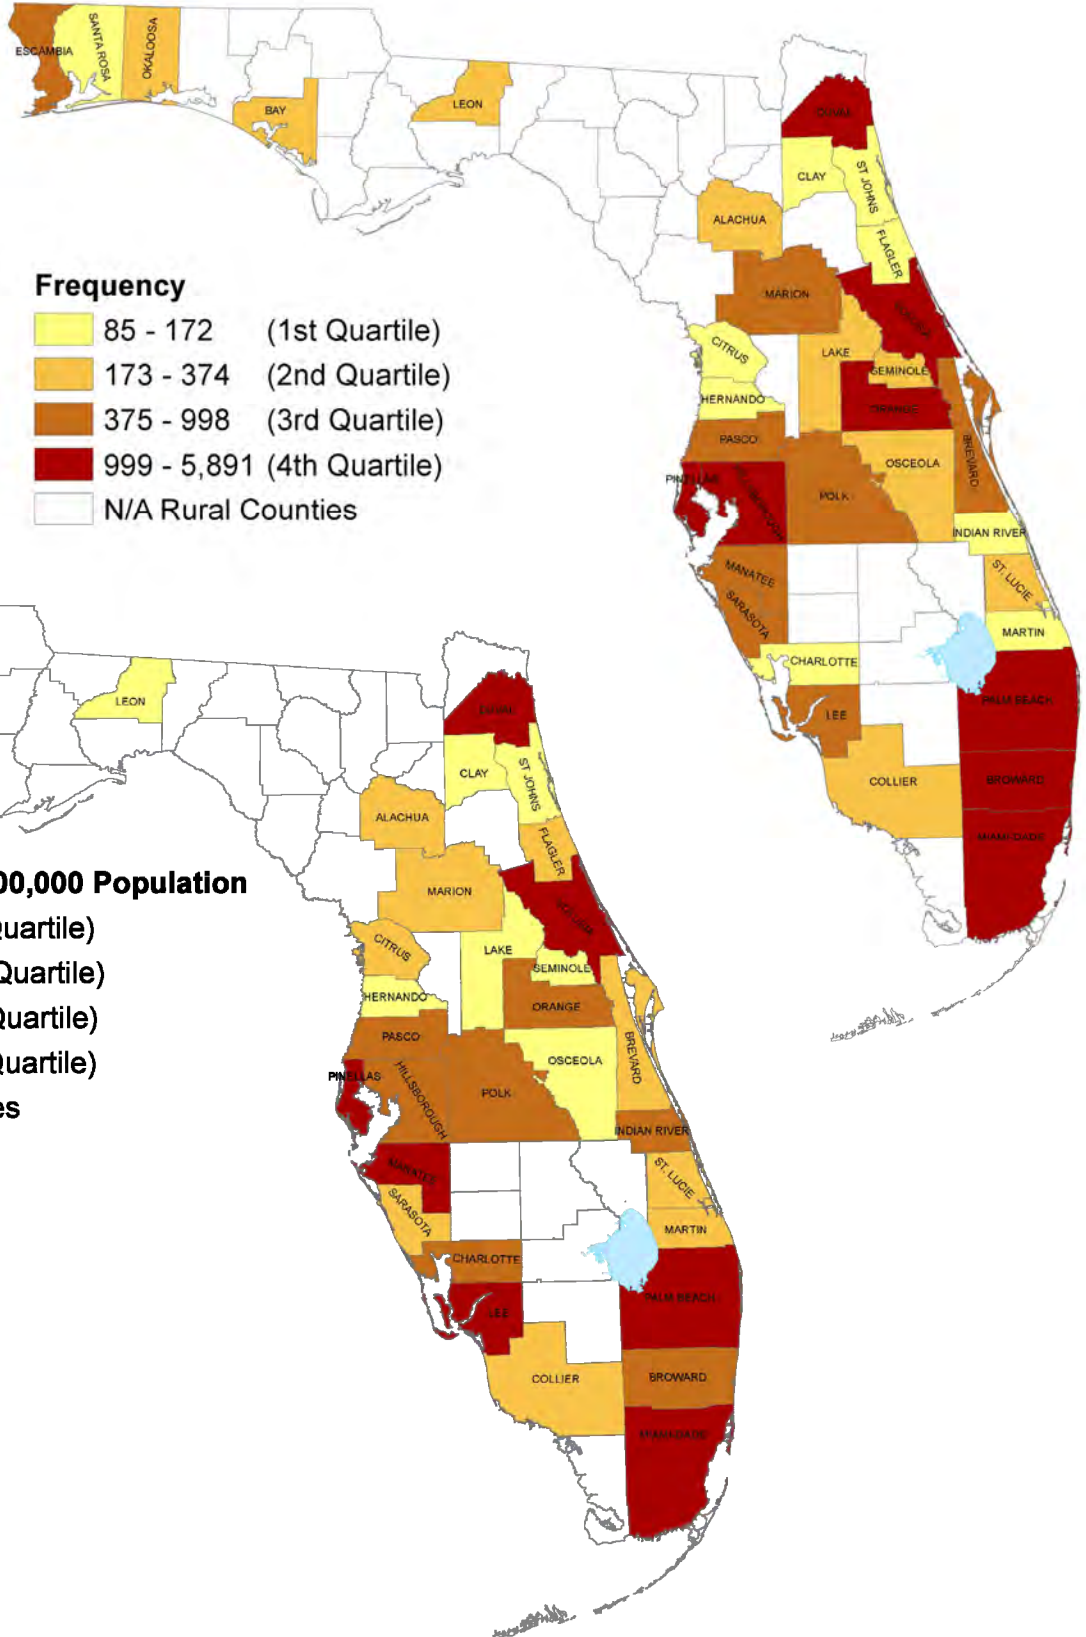 ESCAMBIA
SANTA ROSA
OKALOOSA
BAY
LEON
DUVAL
CLAY
ST JOHNS
ALACHUA
FLAGLER
MARION
VOLUSIA
CITRUS
LAKE
SEMINOLE
HERNANDO
ORANGE
PASCO
OSCEOLA
BREVARD
PINELLAS
HILLSBOROUGH
POLK
INDIAN RIVER
MANATEE
ST. LUCIE
SARASOTA
MARTIN
CHARLOTTE
PALM BEACH
LEE
COLLIER
BROWARD
MIAMI-DADE
Frequency
85 - 172 (1st Quartile)
173 - 374 (2nd Quartile)
375 - 998 (3rd Quartile)
999 - 5,891 (4th Quartile)
N/A Rural Counties
LEON
DUVAL
CLAY
ST JOHNS
ALACHUA
FLAGLER
MARION
VOLUSIA
CITRUS
LAKE
SEMINOLE
HERNANDO
ORANGE
PASCO
OSCEOLA
BREVARD
PINELLAS
HILLSBOROUGH
POLK
INDIAN RIVER
MANATEE
ST. LUCIE
SARASOTA
MARTIN
CHARLOTTE
PALM BEACH
LEE
COLLIER
BROWARD
MIAMI-DADE
00,000 Population
Quartile)
Quartile)
Quartile)
Quartile)
es